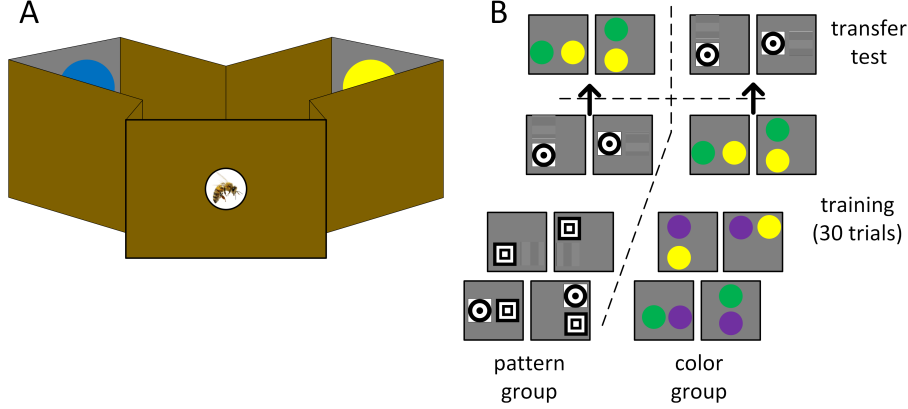 A
B
transfer
test
training
(30 trials)
pattern
group
color
group